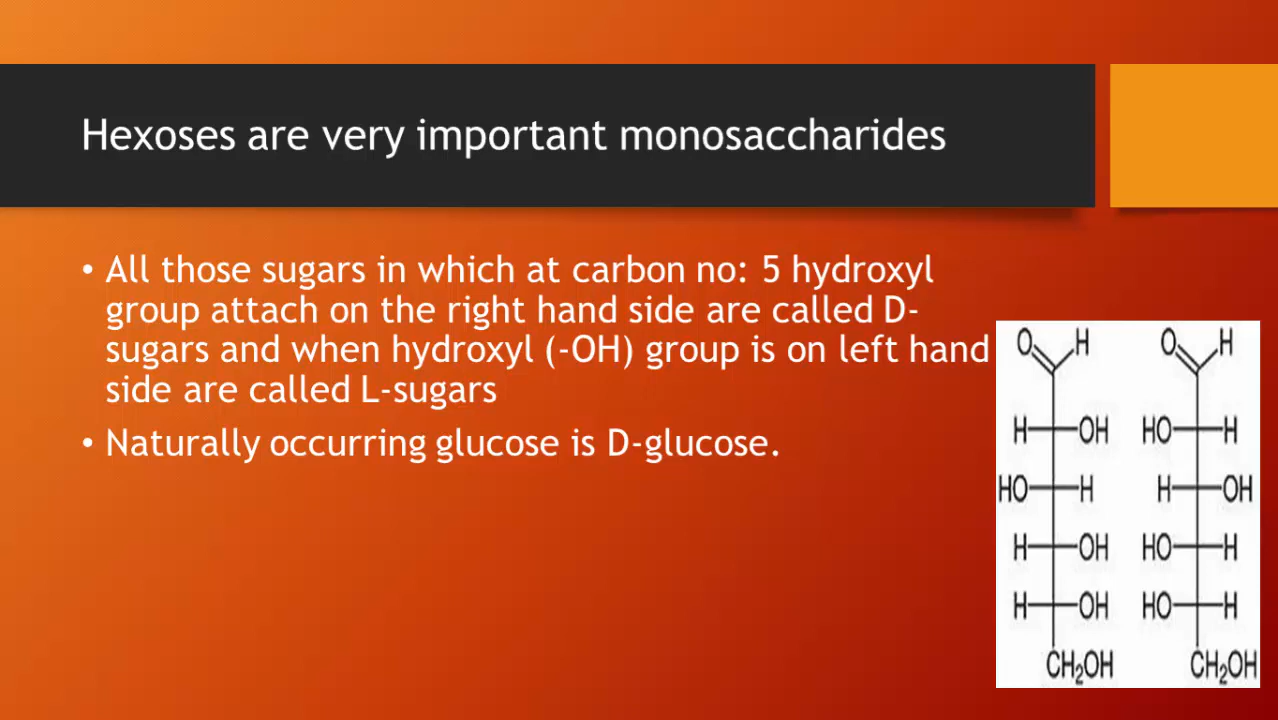 Hexoses are very important monosaccharides
• All those sugars in which at carbon no: 5 hydroxyl
group attach on the right hand side are called D-
sugars and when hydroxyl (-OH) group is on left hand
side are called L-sugars
• Naturally occurring glucose is D-glucose.
O H O H
H OH HO H
HO H H OH
H OH HO H
H OH HO H
CH₂OH CH₂OH